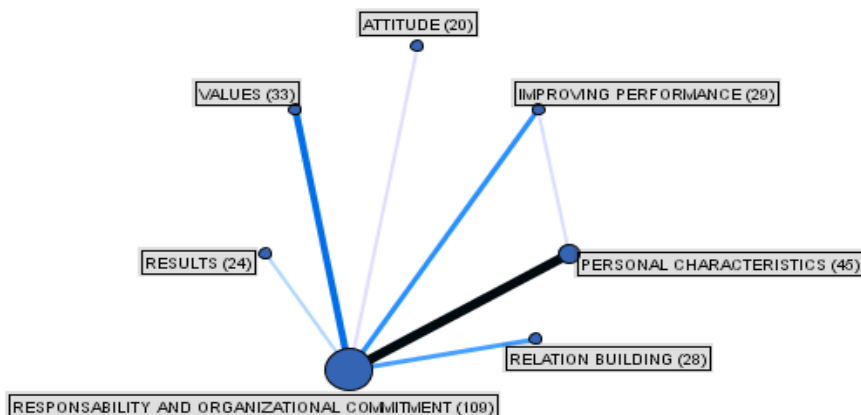 ATTITUDE (20)
VALUES (33)
IMPROVING PERFORMANCE (29)
RESULTS (24)
PERSONAL CHARACTERISTICS (45)
RELATION BUILDING (28)
RESPONSABILITY AND ORGANIZATIONAL COMMITMENT (109)